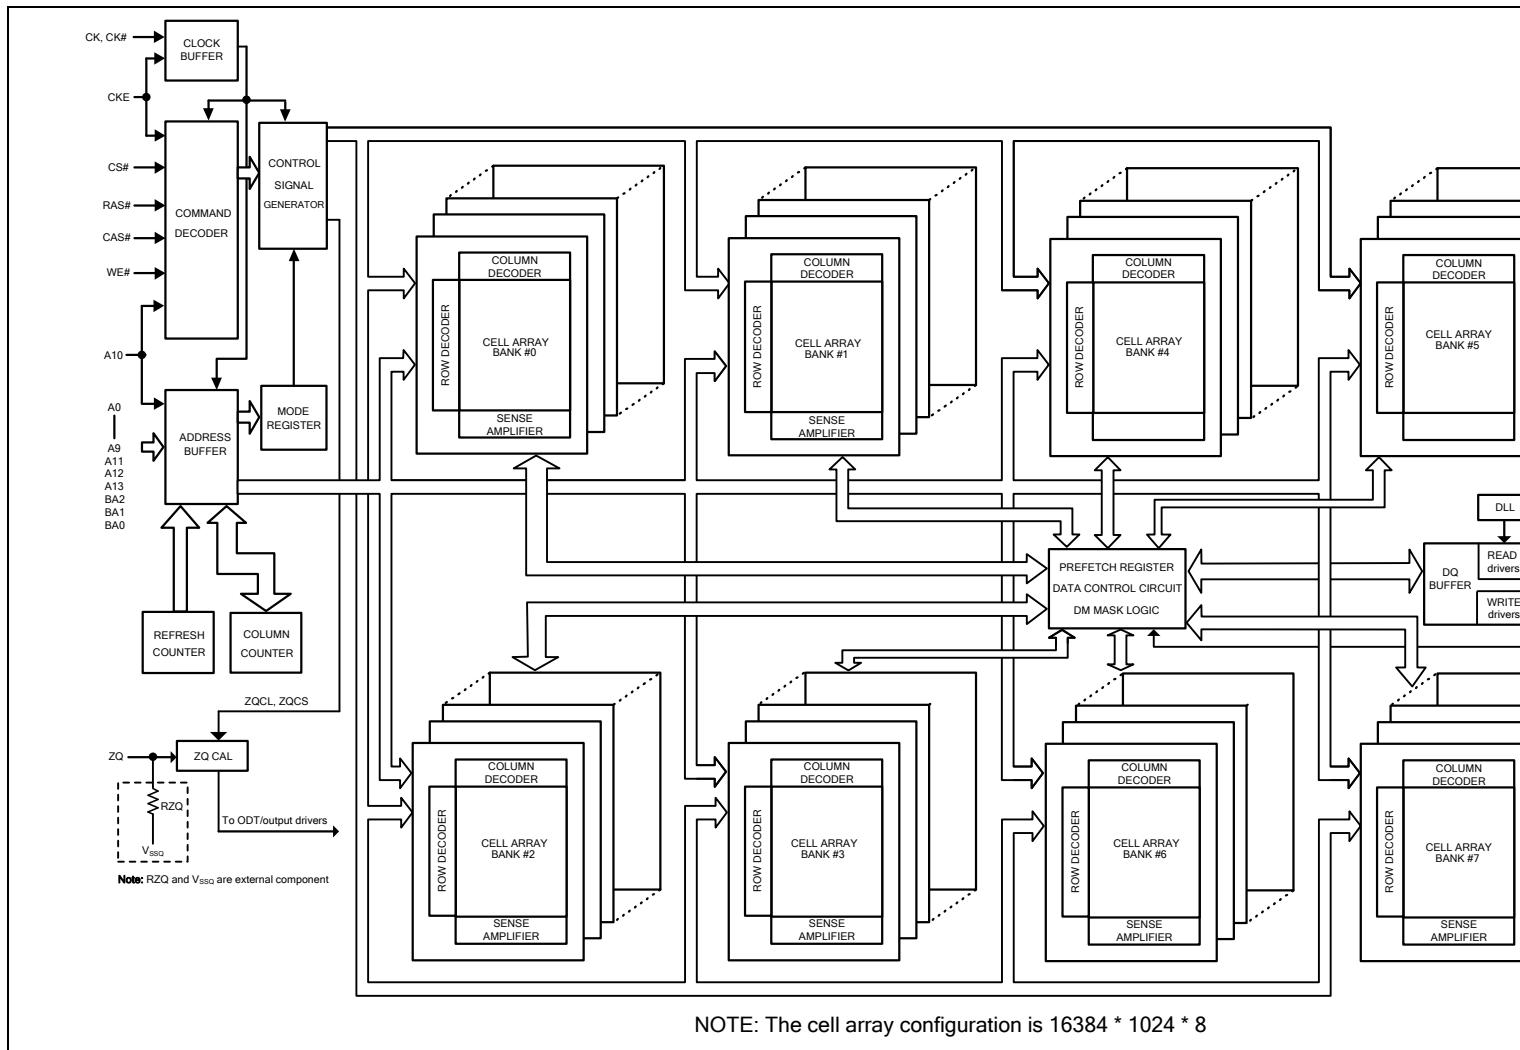 CK, CK#
CLOCK
BUFFER
CKE
CS#
RAS#
CAS#
WE#
A10
COMMAND
DECODER
CONTROL
SIGNAL
GENERATOR
A0
A9
A11
A12
A13
BA2
BA1
BA0
ADDRESS
BUFFER
MODE
REGISTER
REFRESH
COUNTER
COLUMN
COUNTER
COLUMN
DECODER
ROW DECODER
CELL ARRAY
BANK #0
SENSE
AMPLIFIER
COLUMN
DECODER
ROW DECODER
CELL ARRAY
BANK #1
SENSE
AMPLIFIER
COLUMN
DECODER
ROW DECODER
CELL ARRAY
BANK #4
COLUMN
DECODER
ROW DECODER
CELL ARRAY
BANK #5
DLL
PREFETCH REGISTER
DATA CONTROL CIRCUIT
DM MASK LOGIC
DQ
BUFFER
READ
drivers
WRITE
drivers
ZQCL, ZQCS
ZQ
ZQ CAL
RZQ
VSSQ
To ODT/output drivers
Note: RZQ and VSSQ are external component
COLUMN
DECODER
ROW DECODER
CELL ARRAY
BANK #2
SENSE
AMPLIFIER
COLUMN
DECODER
ROW DECODER
CELL ARRAY
BANK #3
SENSE
AMPLIFIER
COLUMN
DECODER
ROW DECODER
CELL ARRAY
BANK #6
SENSE
AMPLIFIER
COLUMN
DECODER
ROW DECODER
CELL ARRAY
BANK #7
SENSE
AMPLIFIER
NOTE: The cell array configuration is 16384 * 1024 * 8